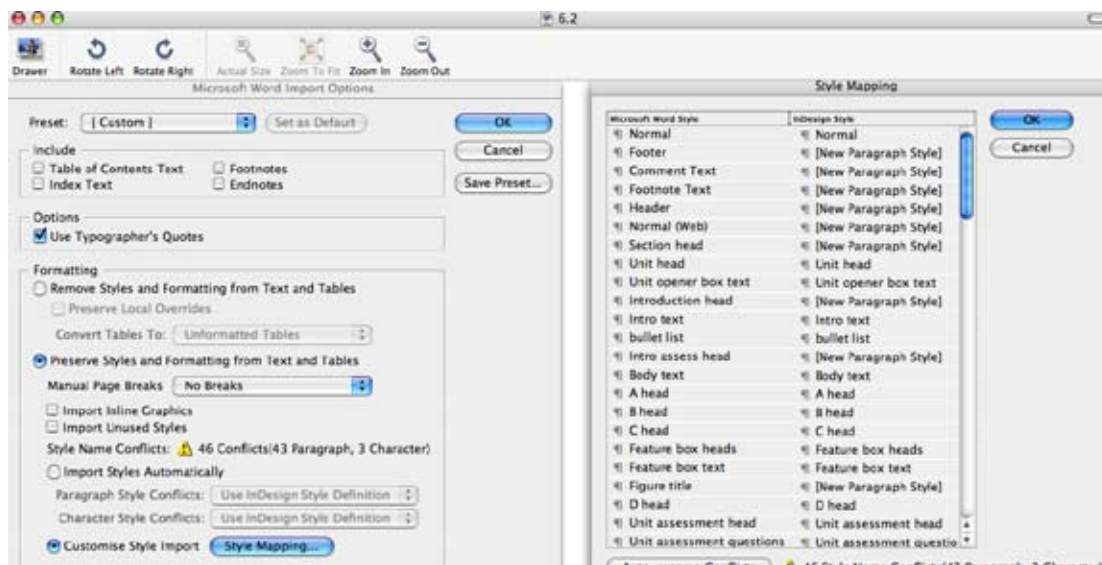 6.2
Drawer Rotate Left Rotate Right Actual Size Zoom To Fit Zoom In Zoom Out
Microsoft Word Import Options
Preset: [ Custom ] Set as Default OK
Include Cancel
Table of Contents Text Footnotes
Index Text Endnotes Save Preset...
Options
Use Typographer's Quotes
Formatting
Remove Styles and Formatting from Text and Tables
Preserve Local Overrides
Convert Tables To: Unformatted Tables
Preserve Styles and Formatting from Text and Tables
Manual Page Breaks No Breaks
Import Inline Graphics
Import Unused Styles
Style Name Conflicts: 46 Conflicts(43 Paragraph, 3 Character)
Import Styles Automatically
Paragraph Style Conflicts: Use InDesign Style Definition
Character Style Conflicts: Use InDesign Style Definition
Customise Style Import Style Mapping...
Style Mapping
Microsoft Word Style InDesign Style OK
¶ Normal ¶ Normal Cancel
¶ Footer ¶ [New Paragraph Style]
¶ Comment Text ¶ [New Paragraph Style]
¶ Footnote Text ¶ [New Paragraph Style]
¶ Header ¶ [New Paragraph Style]
¶ Normal (Web) ¶ [New Paragraph Style]
¶ Section head ¶ [New Paragraph Style]
¶ Unit head ¶ Unit head
¶ Unit opener box text ¶ Unit opener box text
¶ Introduction head ¶ [New Paragraph Style]
¶ Intro text ¶ Intro text
¶ bullet list ¶ bullet list
¶ Intro assess head ¶ [New Paragraph Style]
¶ Body text ¶ Body text
¶ A head ¶ A head
¶ B head ¶ B head
¶ C head ¶ C head
¶ Feature box heads ¶ Feature box heads
¶ Feature box text ¶ Feature box text
¶ Figure title ¶ [New Paragraph Style]
¶ D head ¶ D head
¶ Unit assessment head ¶ Unit assessment head
¶ Unit assessment questions ¶ Unit assessment questio
46 Style Name Conflicts(43 Paragraph, 3 Character)